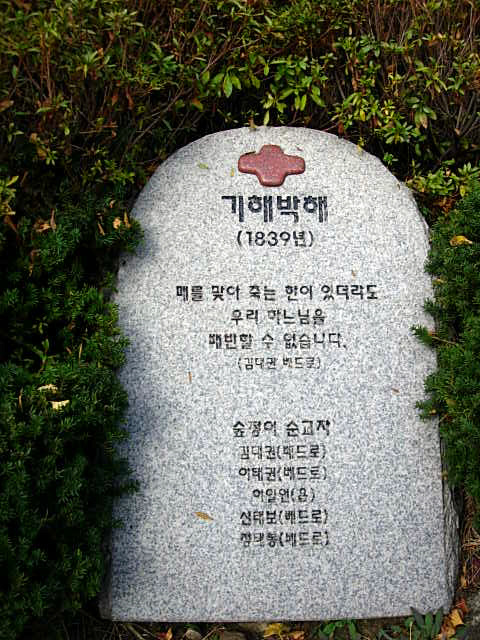 기해박해
(1839년)
매를 맞아 죽는 한이 있더라도
우리 하느님을
배반할 수 없습니다.
(김대권 베드로)
숲정이 순교자
김대권(베드로)
이태권(베드로)
이일언(욥)
신태보(베드로)
정태봉(베드로)